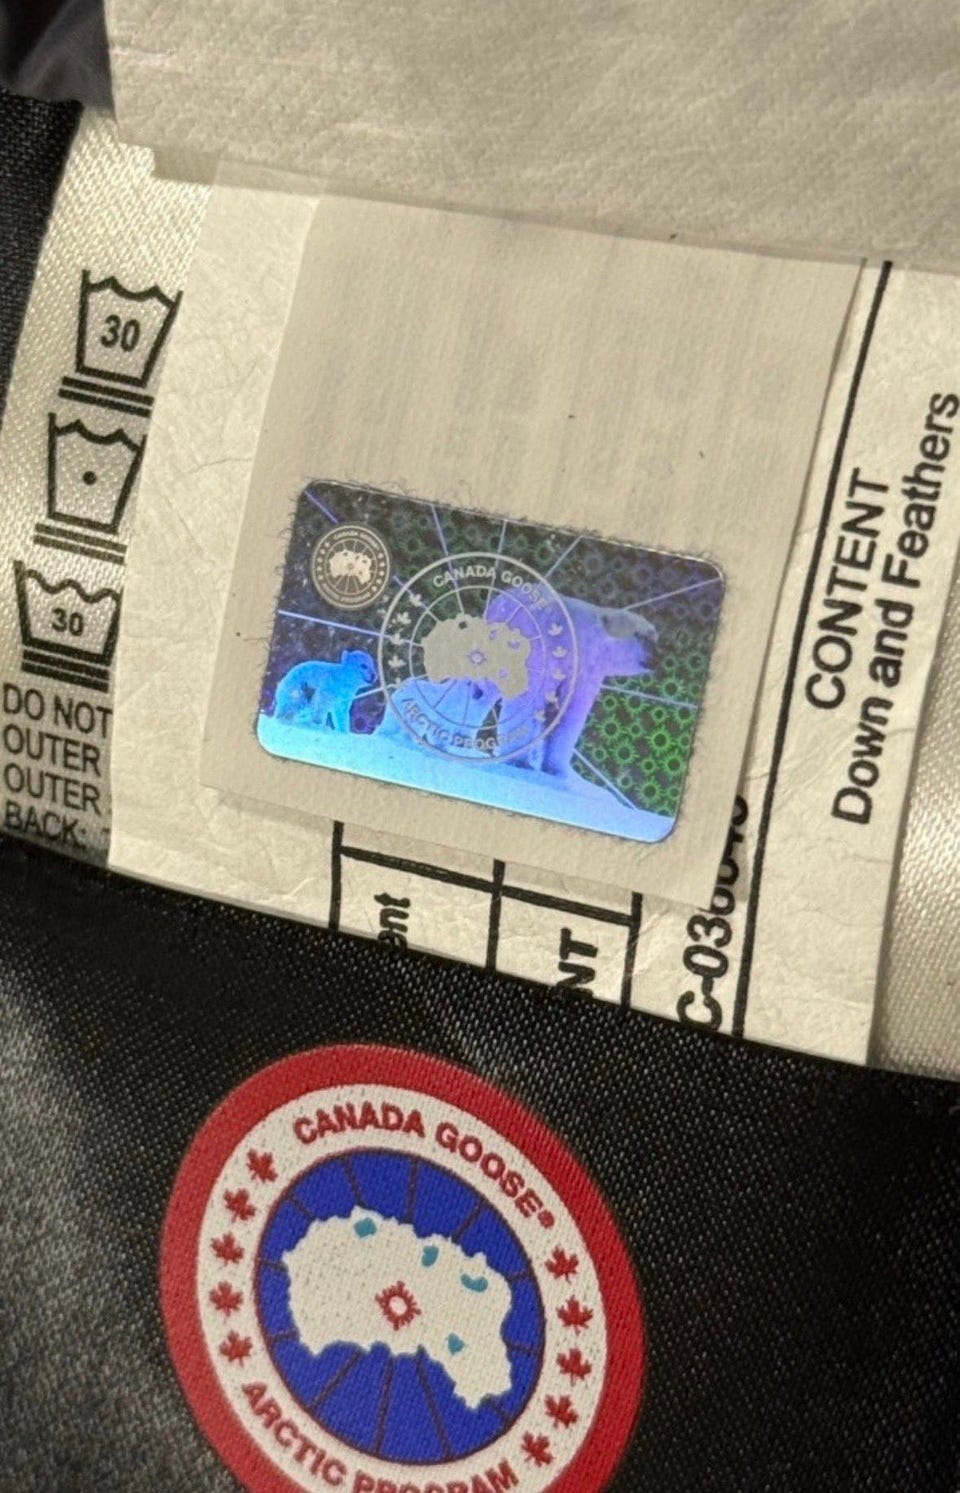 30
30
DO NOT
OUTER
OUTER
BACK:
CANADA GOOSE
ARCTIC PROGRAM
CONTENT
Down and Feathers
ent
NT
CANADA GOOSE®
ARCTIC PROGRAM